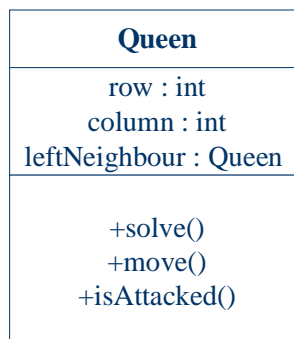 Queen
row : int
column : int
leftNeighbour : Queen
+solve()
+move()
+isAttacked()